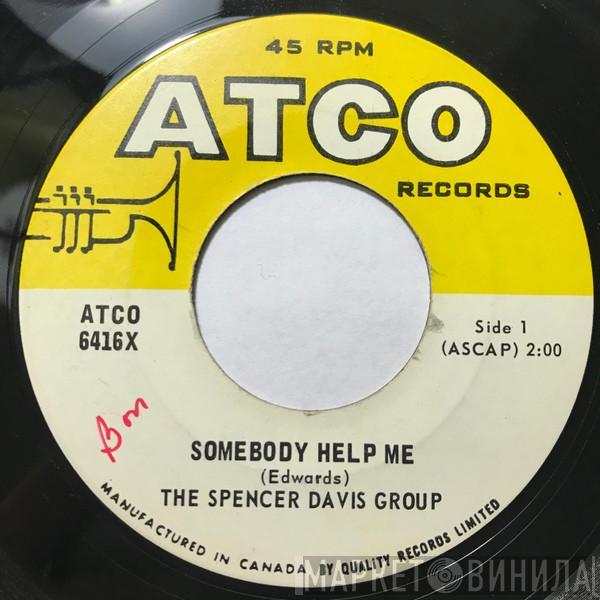 45 RPM
ATCO
RECORDS
ATCO
6416X
Side 1
(ASCAP) 2:00
SOMEBODY HELP ME
(Edwards)
THE SPENCER DAVIS GROUP
MANUFACTURED IN CANADA BY QUALITY RECORDS LIMITED
МАРКЕТ ВИНИЛА